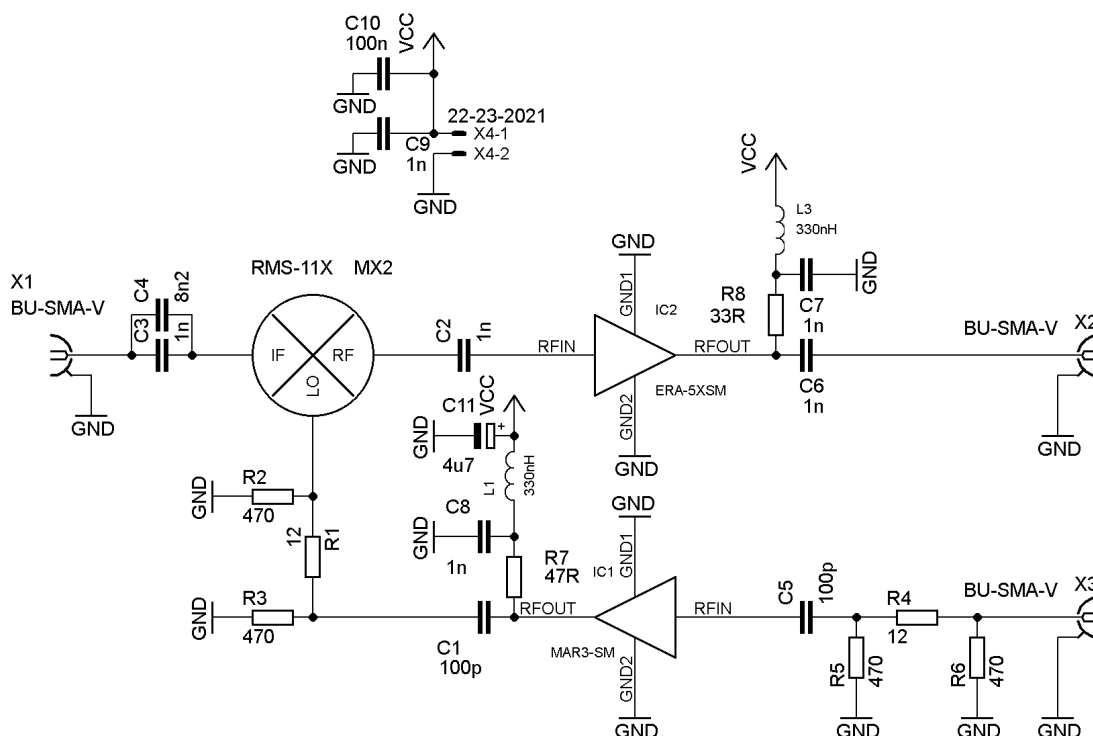 C10
100n
VCC
GND
22-23-2021
X4-1
C9
X4-2
GND
1n
GND
VCC
L3
330nH
GND
RMS-11X MX2
GND1
IC2
R8
33R
C7
1n
GND
X1
BU-SMA-V
C4
8n2
C3
1n
IF
RF
LO
C2
1n
RFIN
RFOUT
BU-SMA-V
X2
C6
1n
ERA-5XSM
GND2
GND
GND
GND
C11
VCC
+
GND
4u7
L1
330nH
R2
GND
470
12
R1
C8
GND
1n
R7
47R
GND
GND1
IC1
R3
GND
470
C1
100p
RFOUT
RFIN
MAR3-SM
GND2
GND
C5
100p
R4
12
BU-SMA-V
X3
R5
470
R6
470
GND
GND
GND